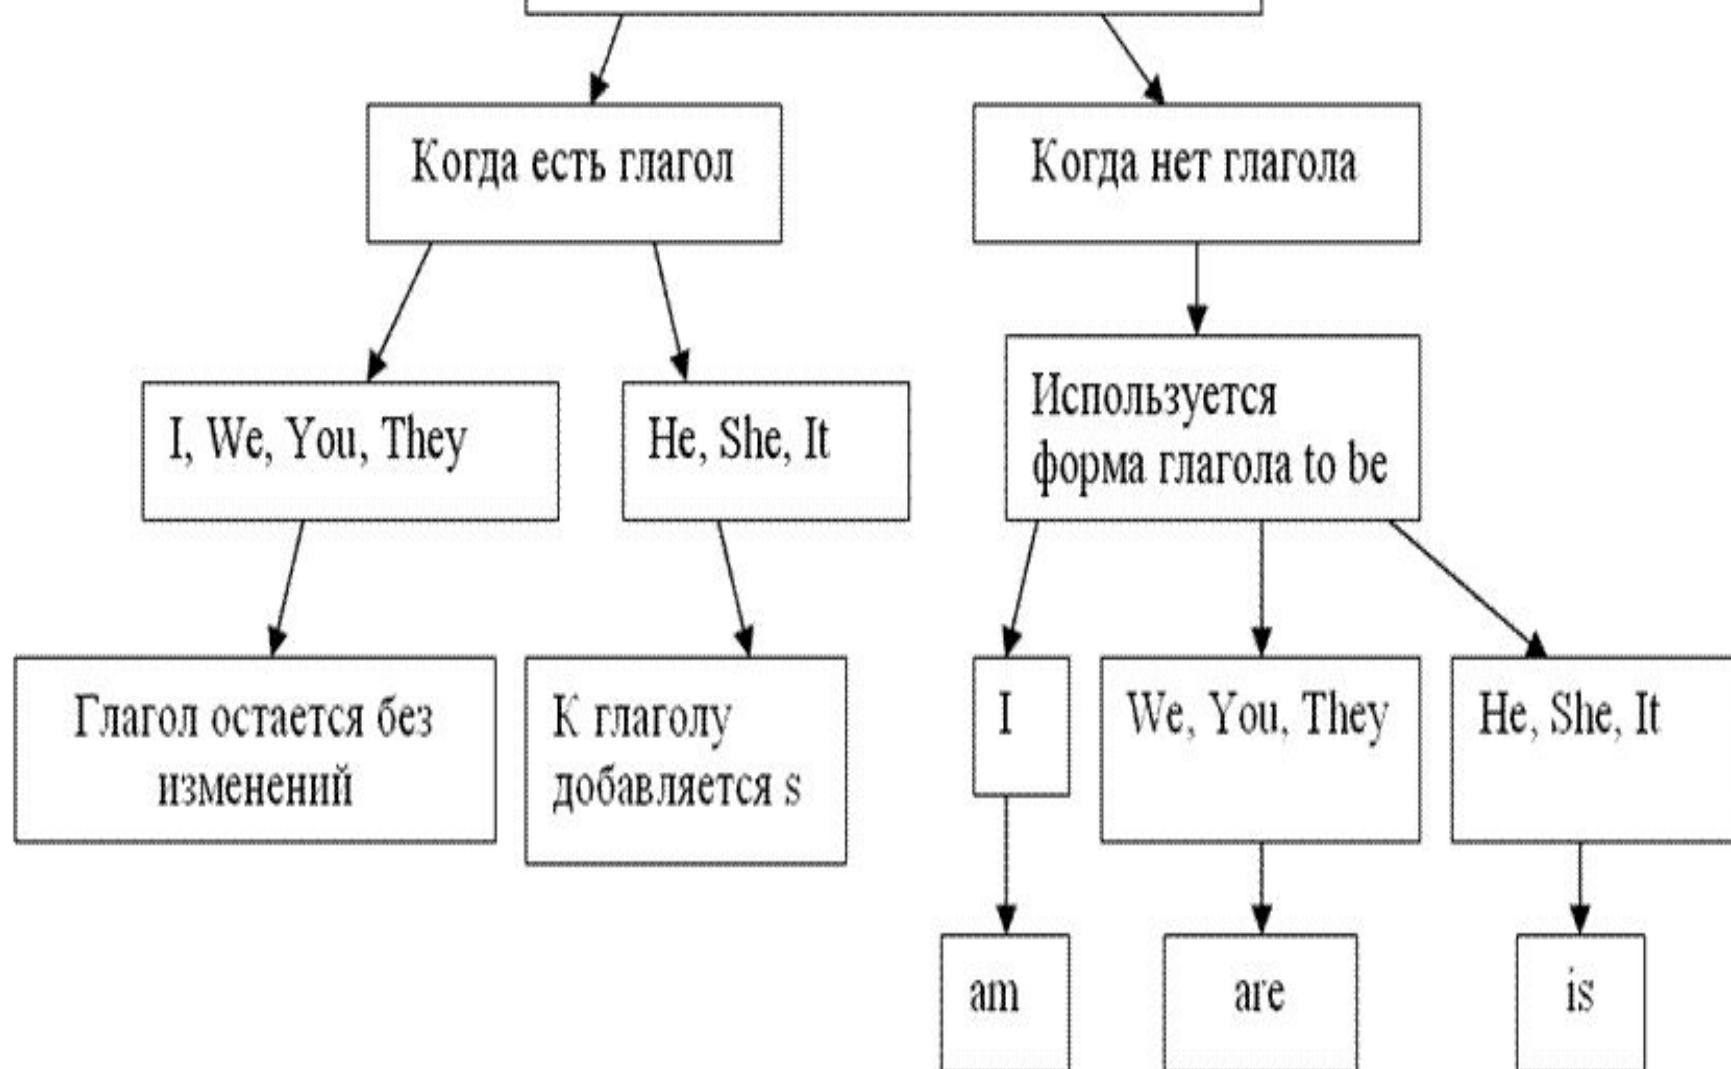 Когда есть глагол
Когда нет глагола
I, We, You, They
He, She, It
Используется
форма глагола to be
Глагол остается без
изменений
К глаголу
добавляется s
I
We, You, They
He, She, It
am
are
is